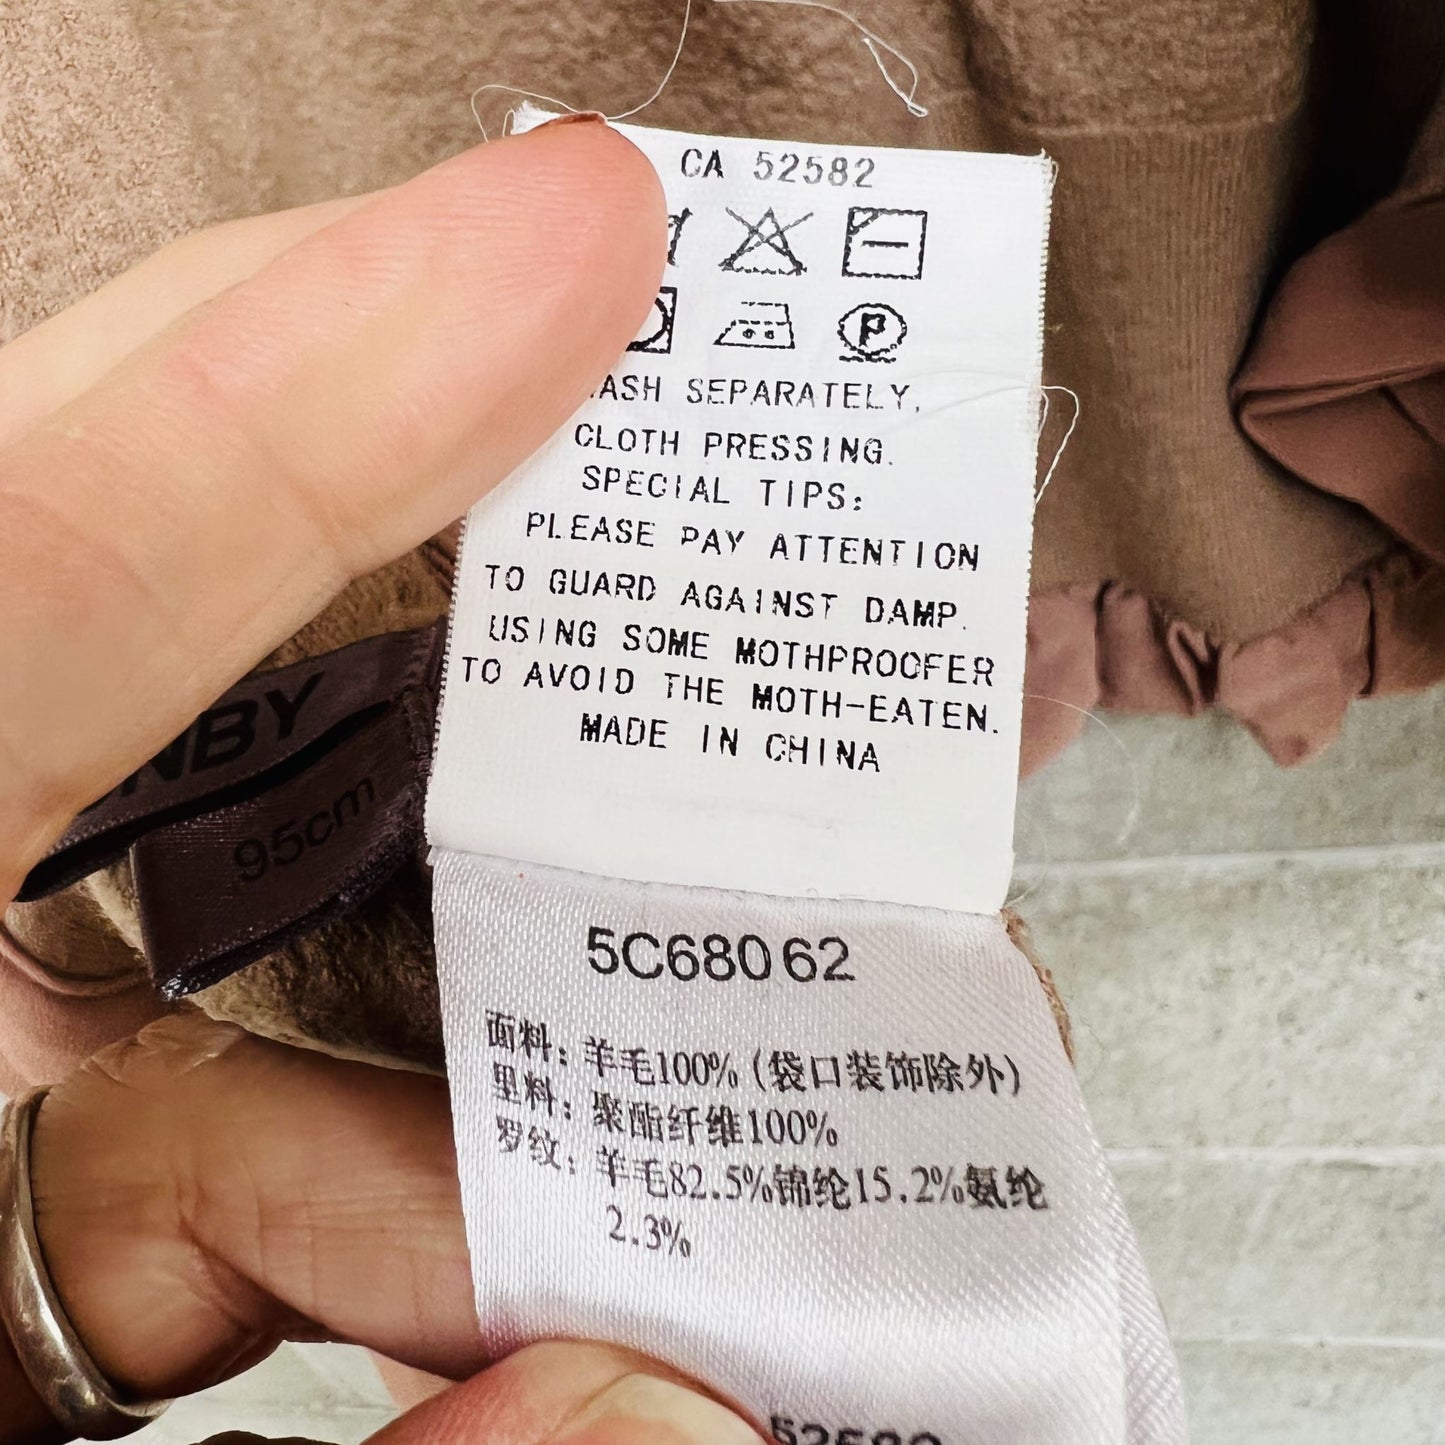 CA 52582
P
SEPARATELY,
CLOTH PRESSING.
SPECIAL TIPS:
PLEASE PAY ATTENTION
TO GUARD AGAINST DAMP.
USING SOME MOTHPROOFER
TO AVOID THE MOTH-EATEN.
MADE IN CHINA
95cm
5C68062
面料: 羊毛100% (袋口装饰除外)
里料: 聚酯纤维100%
罗纹: 羊毛82.5%锦纶15.2%氨纶
2.3%